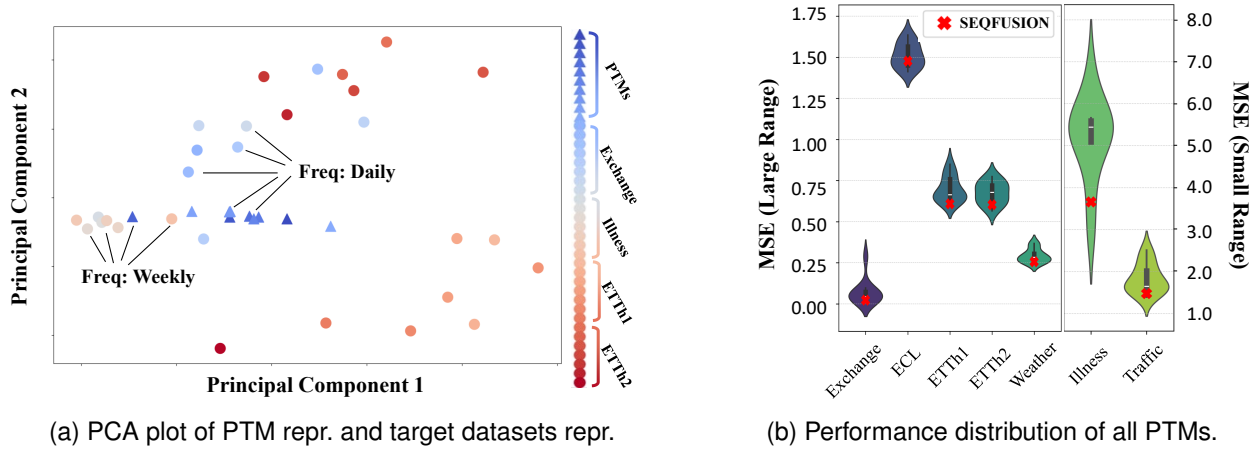 Principal Component 2
Freq: Daily
Freq: Weekly
Principal Component 1
PTMs
Exchange
Illness
ETTh1
ETTh2
(a) PCA plot of PTM repr. and target datasets repr.
MSE (Large Range)
1.75
1.50
1.25
1.00
0.75
0.50
0.25
0.00
SEQFUSION
8.0
7.0
6.0
5.0
4.0
3.0
2.0
1.0
MSE (Small
Range)
Exchange
ECL
ETTh1
ETTh2
Weather
Illness
Traffic
(b) Performance distribution of all PTMs.